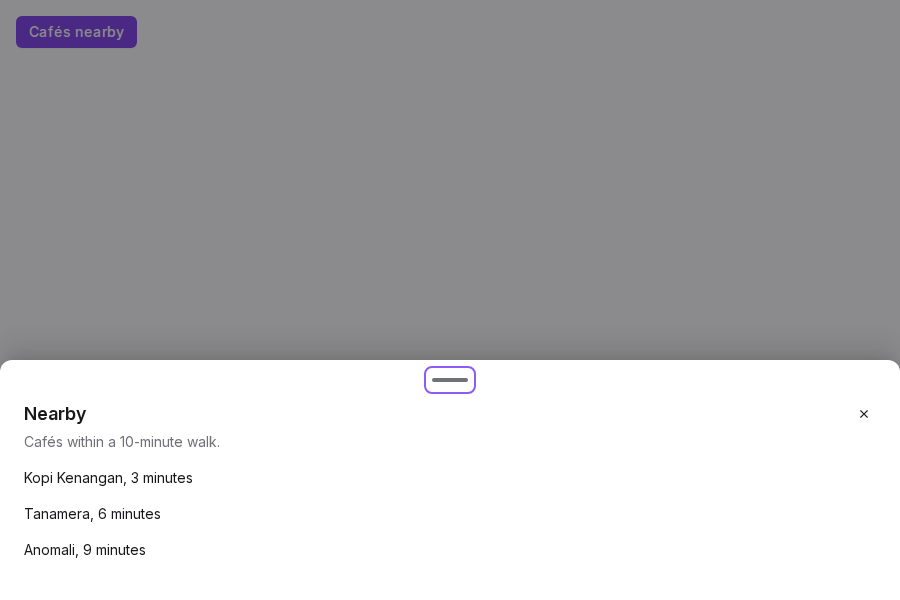 Cafés nearby
Nearby
Cafés within a 10-minute walk.
Kopi Kenangan, 3 minutes
Tanamera, 6 minutes
Anomali, 9 minutes